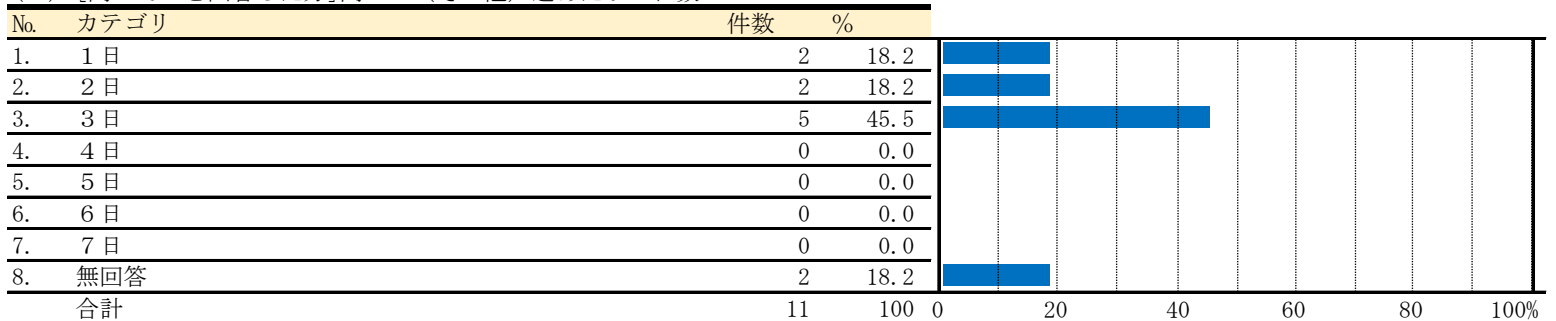 № カテゴリ 件数 %
1. １日 2 18.2
2. ２日 2 18.2
3. ３日 5 45.5
4. ４日 0 0.0
5. ５日 0 0.0
6. ６日 0 0.0
7. ７日 0 0.0
8. 無回答 2 18.2
合計 11 100 0 20 40 60 80 100%